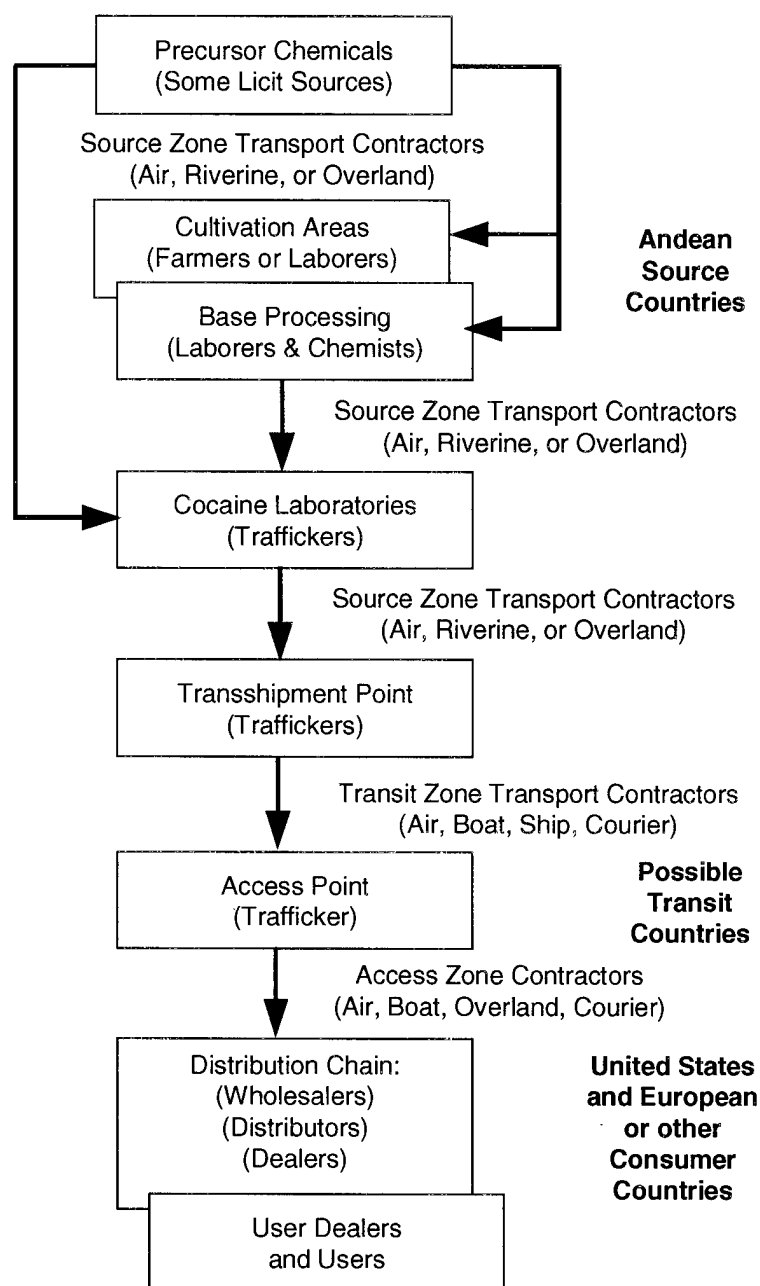 Precursor Chemicals
(Some Licit Sources)
Source Zone Transport Contractors
(Air, Riverine, or Overland)
Cultivation Areas
(Farmers or Laborers)
Andean
Source
Countries
Base Processing
(Laborers & Chemists)
Source Zone Transport Contractors
(Air, Riverine, or Overland)
Cocaine Laboratories
(Traffickers)
Source Zone Transport Contractors
(Air, Riverine, or Overland)
Transshipment Point
(Traffickers)
Transit Zone Transport Contractors
(Air, Boat, Ship, Courier)
Access Point
(Trafficker)
Possible
Transit
Countries
Access Zone Contractors
(Air, Boat, Overland, Courier)
Distribution Chain:
(Wholesalers)
(Distributors)
(Dealers)
United States
and European
or other
Consumer
Countries
User Dealers
and Users